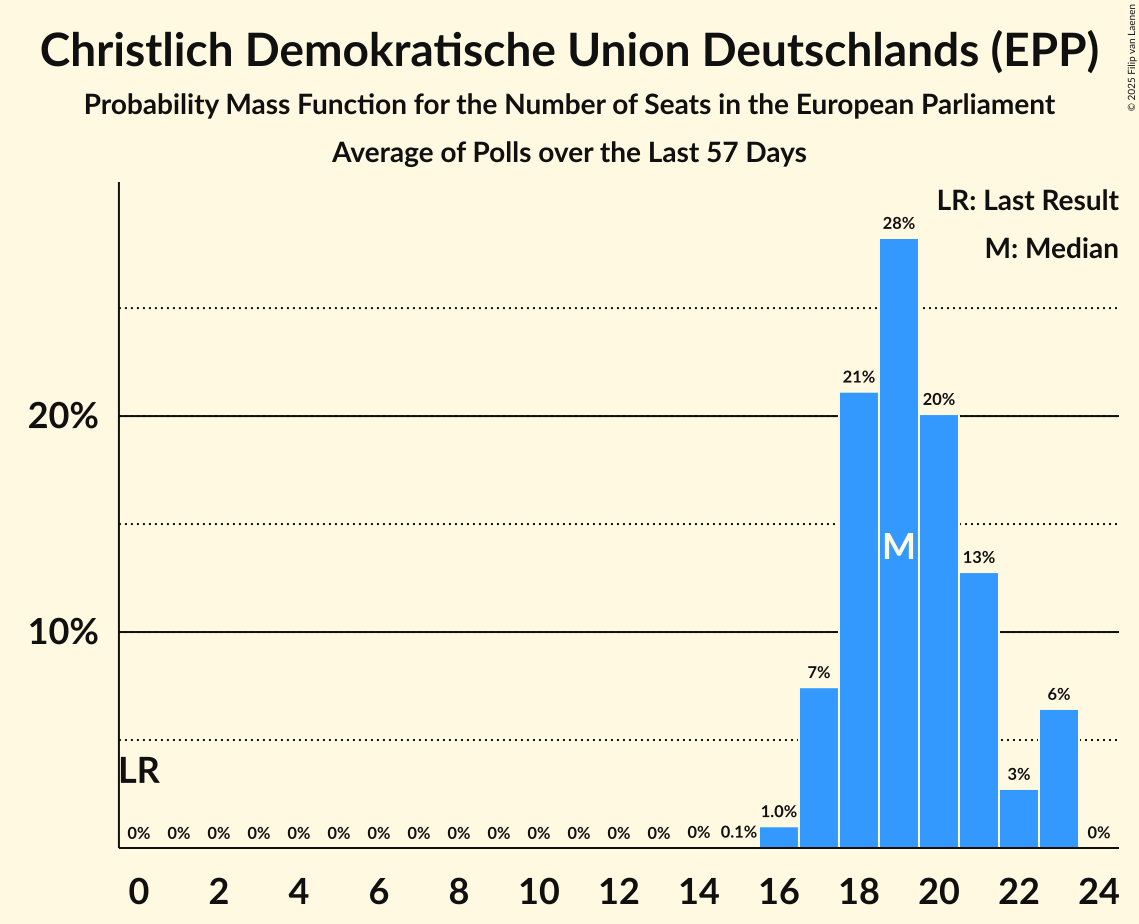 Christlich Demokratische Union Deutschlands (EPP)
Probability Mass Function for the Number of Seats in the European Parliament
Average of Polls over the Last 57 Days
© 2025 Filip van Laenen
LR: Last Result
M: Median
28%
21%
20%
20%
M
13%
10%
7%
6%
LR
3%
1.0%
0% 0% 0% 0% 0% 0% 0% 0% 0% 0% 0% 0% 0% 0% 0% 0.1% 0%
0 2 4 6 8 10 12 14 16 18 20 22 24